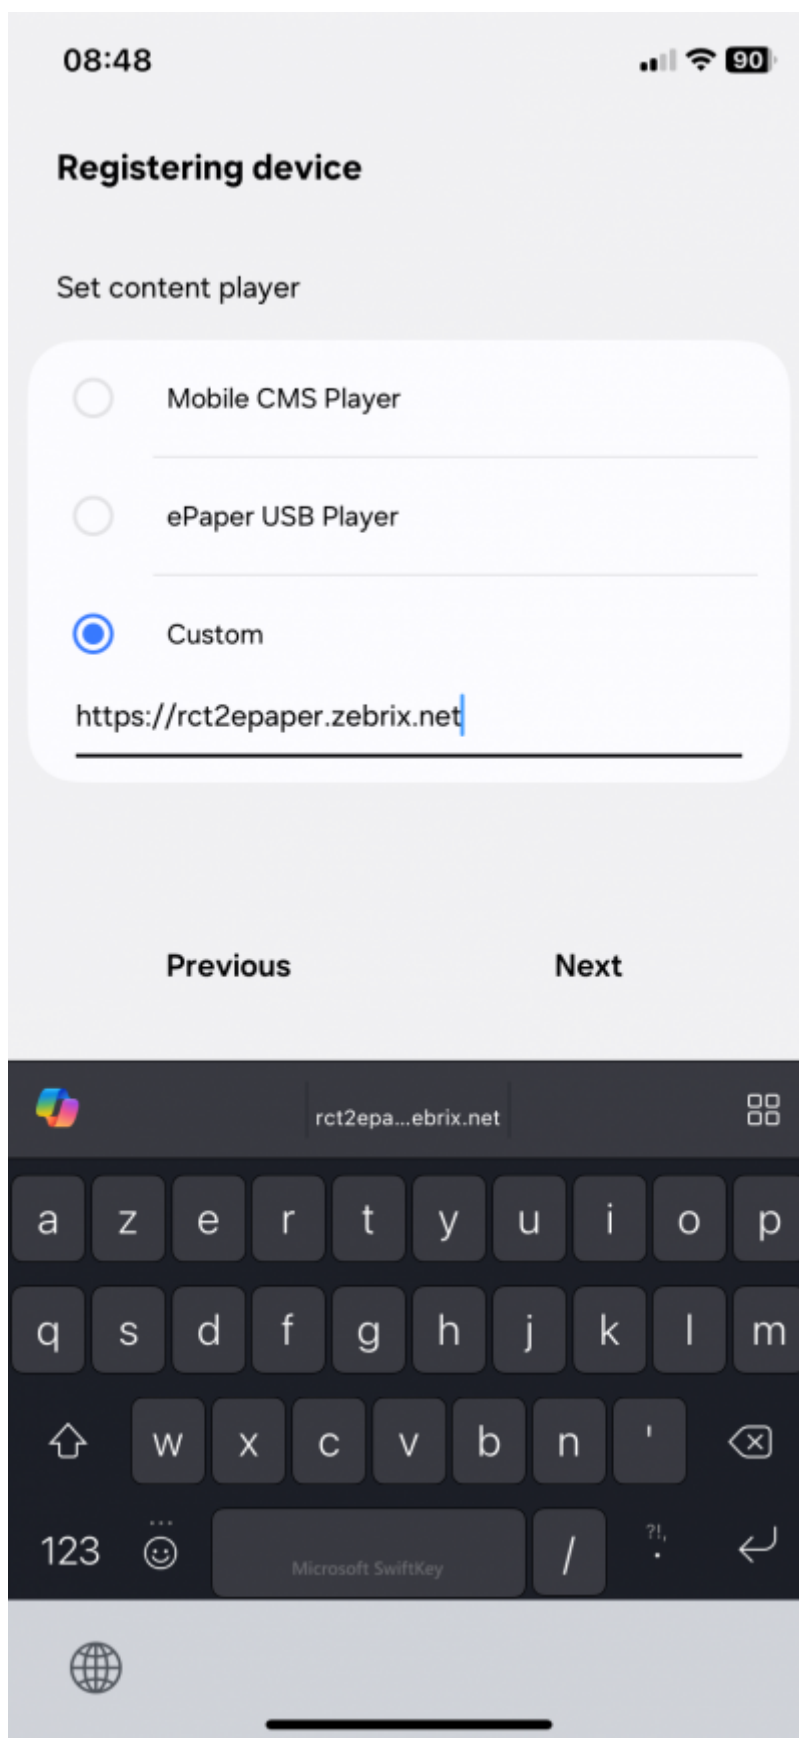 08:48
90
Registering device
Set content player
Mobile CMS Player
ePaper USB Player
Custom
https://rct2epaper.zebrix.net
Previous Next
rct2epa...ebrix.net
a z e r t y u i o p
q s d f g h j k l m
w x c v b n '
123 Microsoft SwiftKey / ?!, .